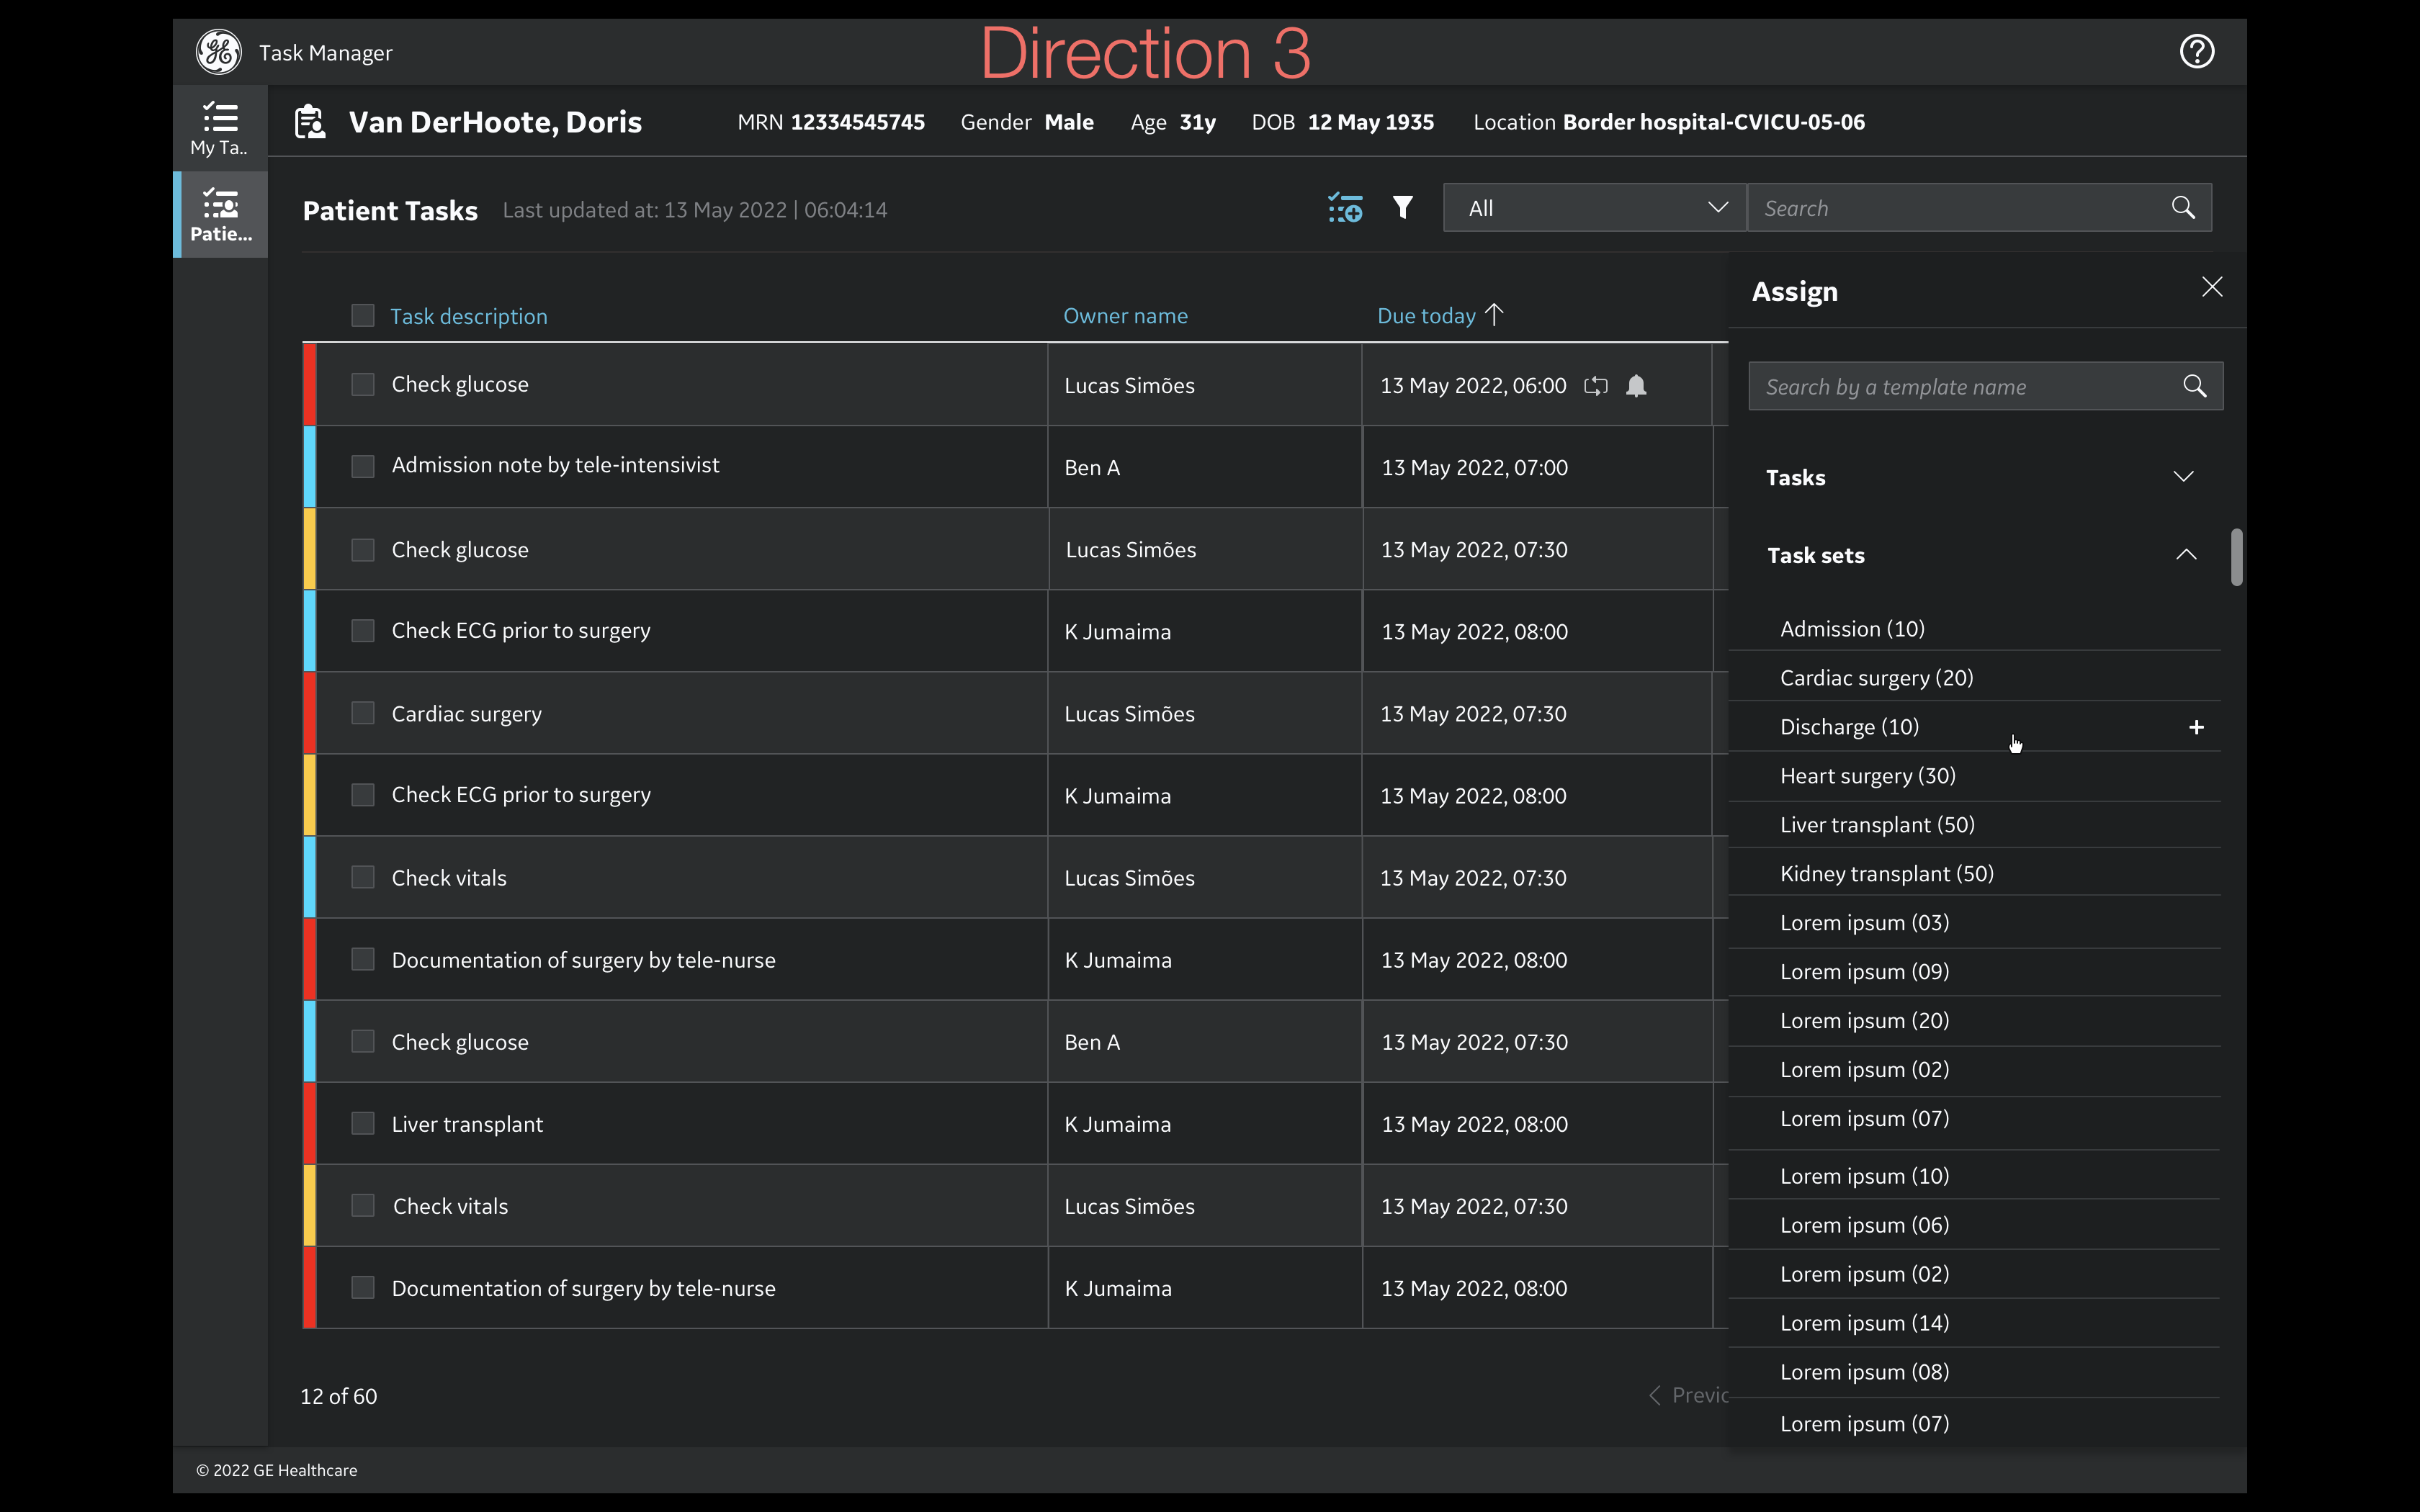 Direction 3
Task Manager
My Ta..
Patie...
Van DerHoote, Doris MRN 12334545745 Gender Male Age 31y DOB 12 May 1935 Location Border hospital-CVICU-05-06
Patient Tasks Last updated at: 13 May 2022 | 06:04:14 All Search
Task description Owner name Due today
Check glucose Lucas Simões 13 May 2022, 06:00
Admission note by tele-intensivist Ben A 13 May 2022, 07:00
Check glucose Lucas Simões 13 May 2022, 07:30
Check ECG prior to surgery K Jumaima 13 May 2022, 08:00
Cardiac surgery Lucas Simões 13 May 2022, 07:30
Check ECG prior to surgery K Jumaima 13 May 2022, 08:00
Check vitals Lucas Simões 13 May 2022, 07:30
Documentation of surgery by tele-nurse K Jumaima 13 May 2022, 08:00
Check glucose Ben A 13 May 2022, 07:30
Liver transplant K Jumaima 13 May 2022, 08:00
Check vitals Lucas Simões 13 May 2022, 07:30
Documentation of surgery by tele-nurse K Jumaima 13 May 2022, 08:00
12 of 60 Previc
Assign
Search by a template name
Tasks
Task sets
Admission (10)
Cardiac surgery (20)
Discharge (10) +
Heart surgery (30)
Liver transplant (50)
Kidney transplant (50)
Lorem ipsum (03)
Lorem ipsum (09)
Lorem ipsum (20)
Lorem ipsum (02)
Lorem ipsum (07)
Lorem ipsum (10)
Lorem ipsum (06)
Lorem ipsum (02)
Lorem ipsum (14)
Lorem ipsum (08)
Lorem ipsum (07)
© 2022 GE Healthcare